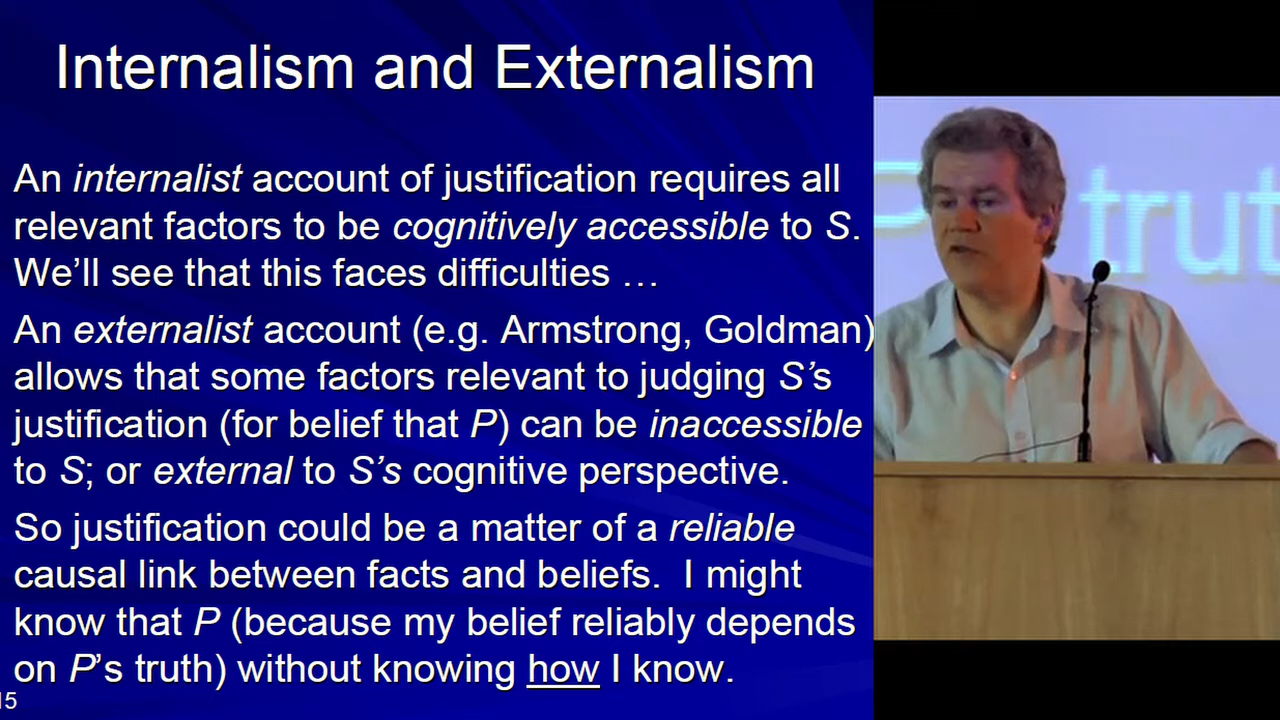 Internalism and Externalism
An internalist account of justification requires all
relevant factors to be cognitively accessible to S.
We'll see that this faces difficulties …
An externalist account (e.g. Armstrong, Goldman)
allows that some factors relevant to judging S's
justification (for belief that P) can be inaccessible
to S; or external to S's cognitive perspective.
So justification could be a matter of a reliable
causal link between facts and beliefs.  I might
know that P (because my belief reliably depends
on P's truth) without knowing how I know.
15
P trut